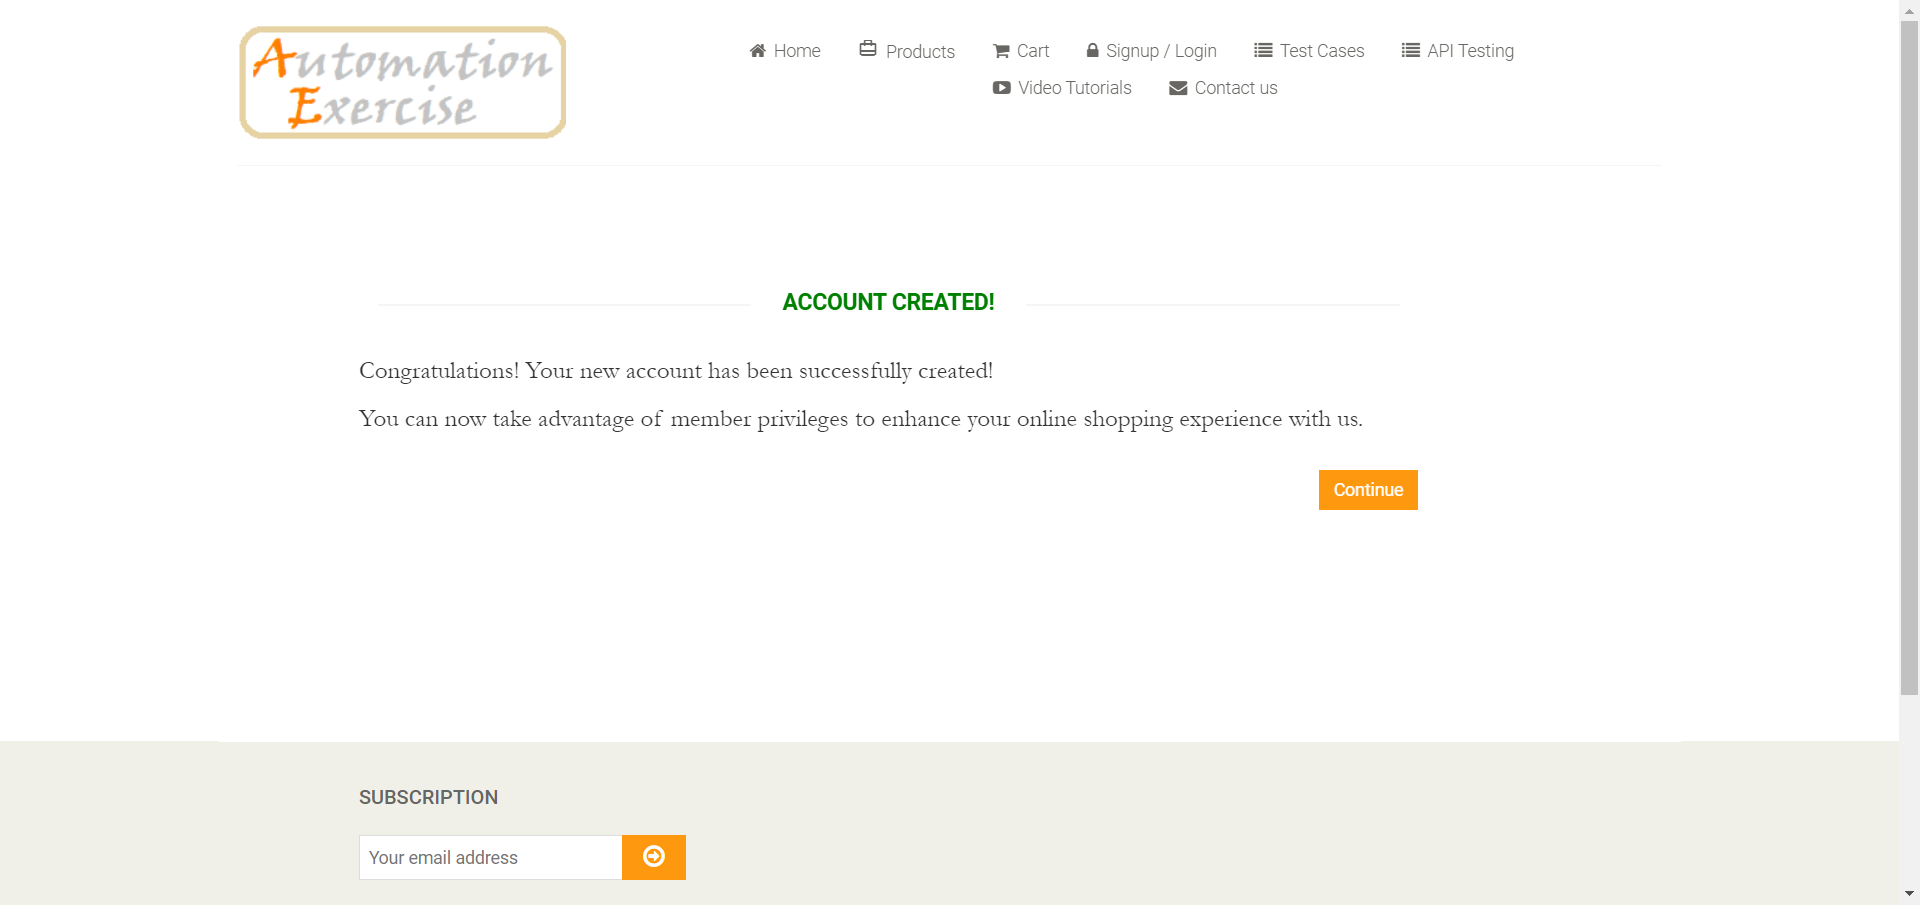 Automation
Exercise
Home
Products
Cart
Signup / Login
Test Cases
API Testing
Video Tutorials
Contact us
ACCOUNT CREATED!
Congratulations! Your new account has been successfully created!
You can now take advantage of member privileges to enhance your online shopping experience with us.
Continue
SUBSCRIPTION
Your email address